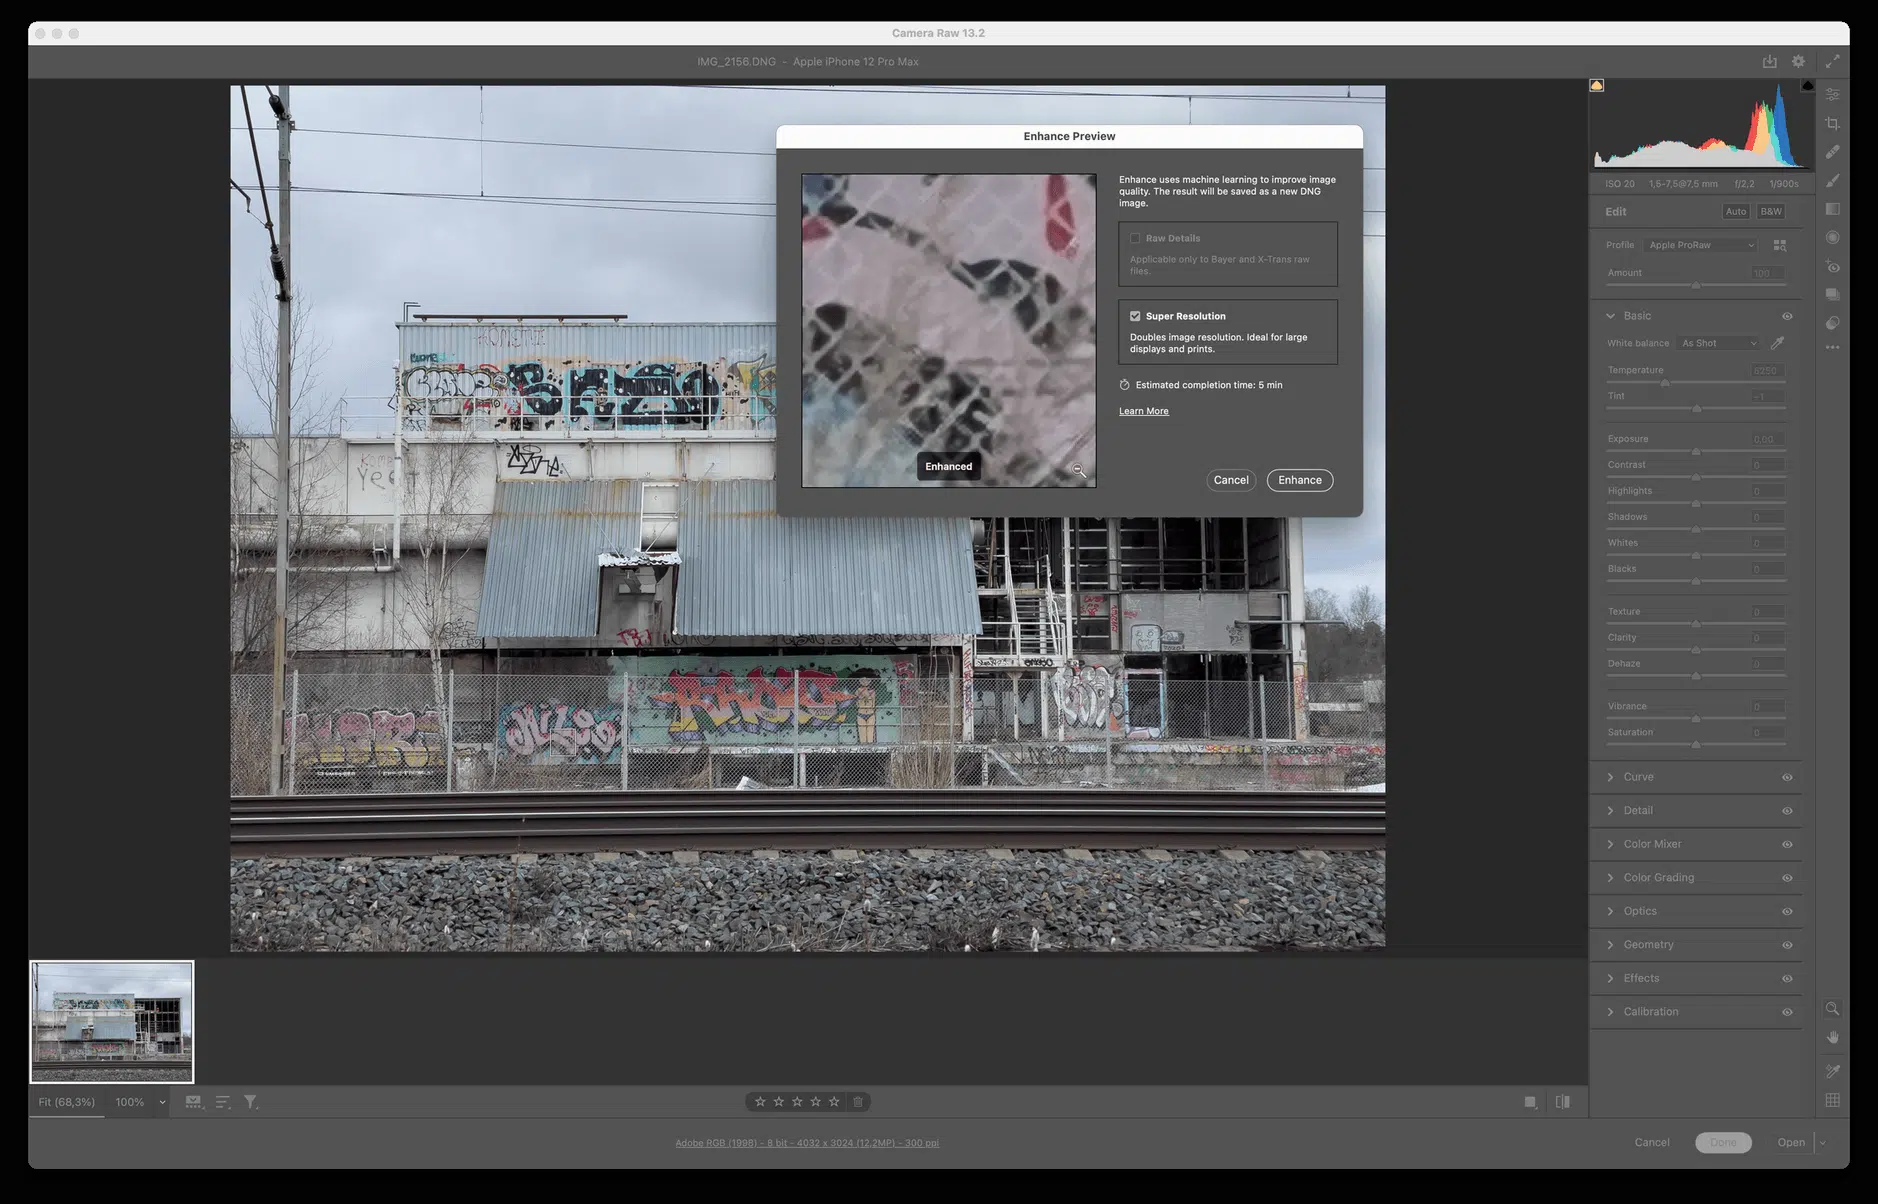 Camera Raw 13.2
IMG_2156.DNG - Apple iPhone 12 Pro Max
Enhance Preview
Enhance uses machine learning to improve image
quality. The result will be saved as a new DNG
image.
Raw Details
Applicable only to Bayer and X-Trans raw
files.
Super Resolution
Doubles image resolution. Ideal for large
displays and prints.
Estimated completion time: 5 min
Learn More
Enhanced
Cancel
Enhance
ISO 20 1,5-7,5@7,5 mm f/2,2 1/900s
Edit Auto B&W
Profile Apple ProRaw
Amount 100
Basic
White balance As Shot
Temperature 6250
Tint -1
Exposure 0,00
Contrast 0
Highlights 0
Shadows 0
Whites 0
Blacks 0
Texture 0
Clarity 0
Dehaze 0
Vibrance 0
Saturation 0
Curve
Detail
Color Mixer
Color Grading
Optics
Geometry
Effects
Calibration
Fit (68,3%) 100%
Adobe RGB (1998) - 8 bit - 4032 x 3024 (12,2MP) - 300 ppi
Cancel Done Open